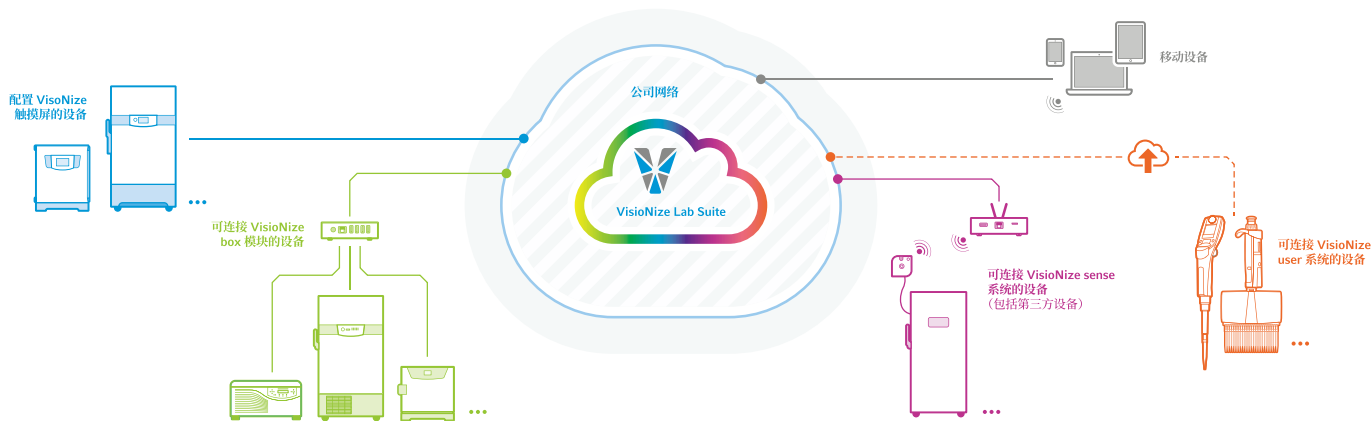 配置 VisoNize
触摸屏的设备
可连接 VisioNize
box 模块的设备
公司网络
VisioNize Lab Suite
移动设备
可连接 VisioNize sense
系统的设备
（包括第三方设备）
可连接 VisioNize
user 系统的设备